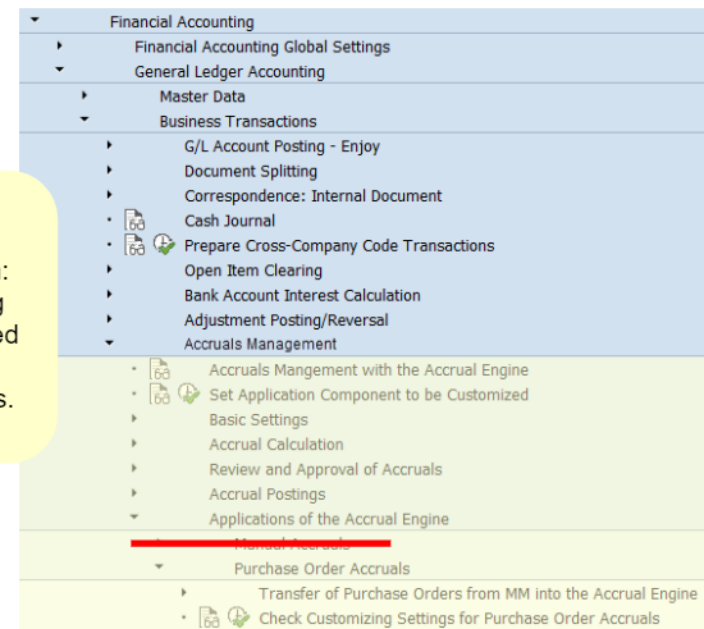 Financial Accounting
Financial Accounting Global Settings
General Ledger Accounting
Master Data
Business Transactions
G/L Account Posting - Enjoy
Document Splitting
Correspondence: Internal Document
Cash Journal
Prepare Cross-Company Code Transactions
Open Item Clearing
Bank Account Interest Calculation
Adjustment Posting/Reversal
Accruals Management
Accruals Mangement with the Accrual Engine
Set Application Component to be Customized
Basic Settings
Accrual Calculation
Review and Approval of Accruals
Accrual Postings
Applications of the Accrual Engine
Manual Accruals
Purchase Order Accruals
Transfer of Purchase Orders from MM into the Accrual Engine
Check Customizing Settings for Purchase Order Accruals